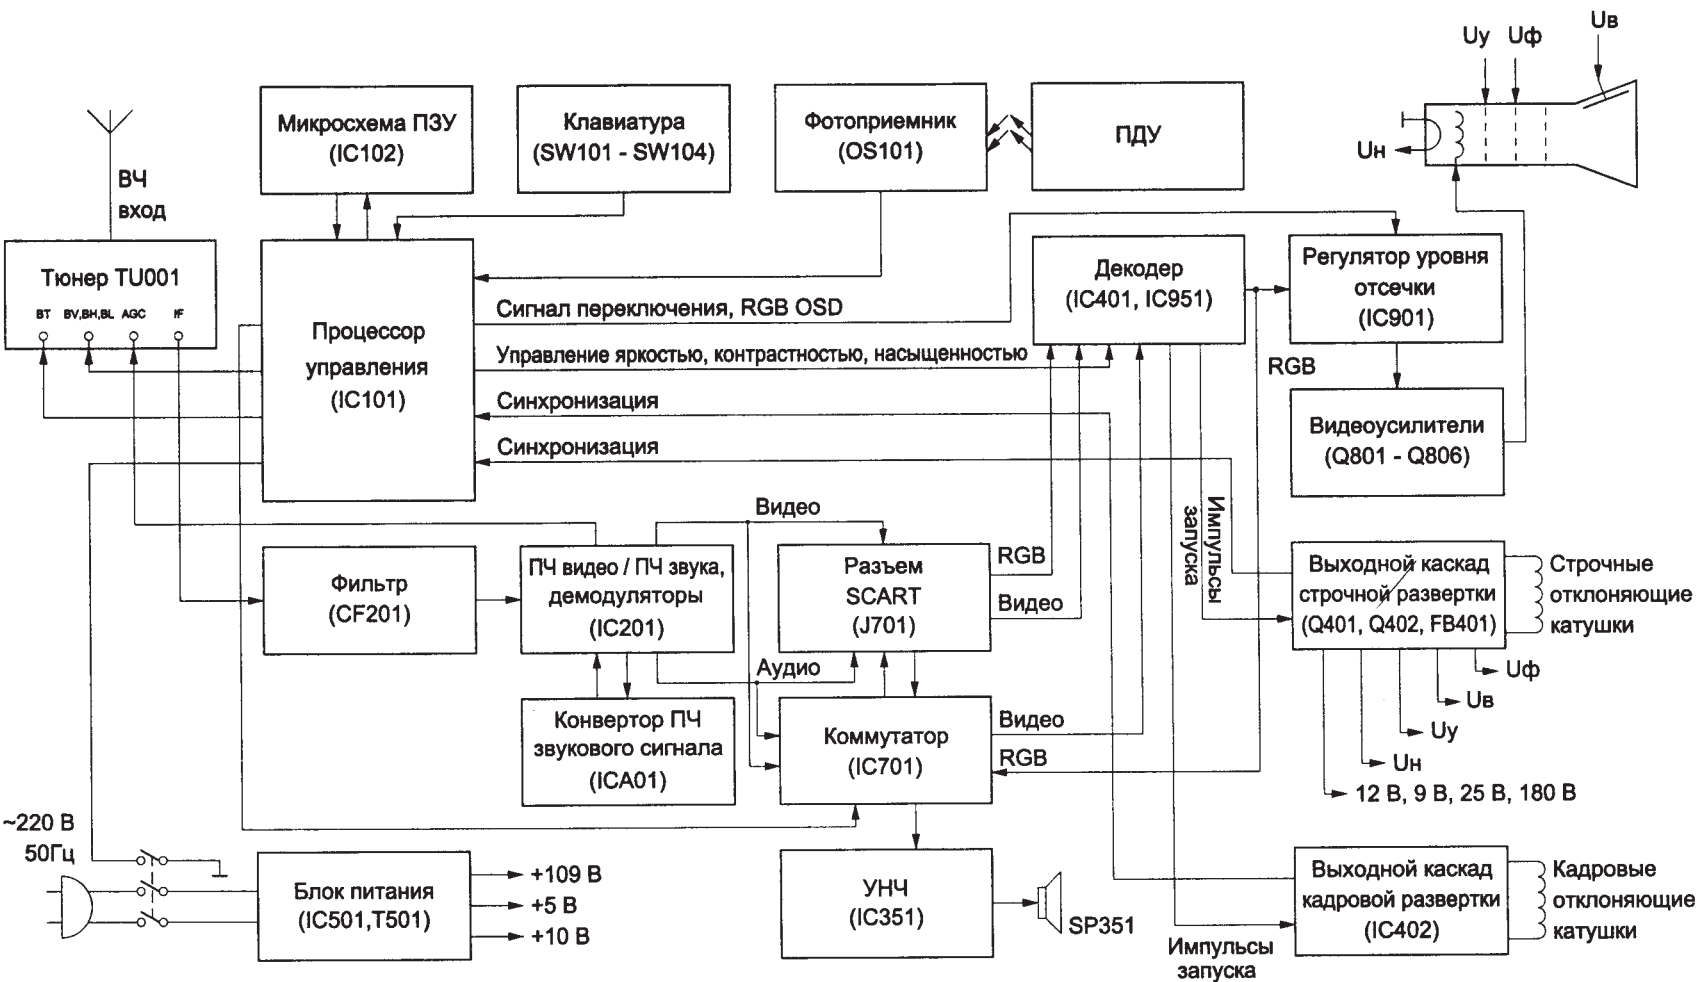 Uв
Uу
Uф
Uн
ВЧ
вход
Микросхема ПЗУ
(IC102)
Клавиатура
(SW101 - SW104)
Фотоприемник
(OS101)
ПДУ
Тюнер TU001
BT
BV,BH,BL
AGC
IF
Процессор
управления
(IC101)
Сигнал переключения, RGB OSD
Управление яркостью, контрастностью, насыщенностью
Синхронизация
Синхронизация
Декодер
(IC401, IC951)
Регулятор уровня
отсечки
(IC901)
RGB
Видеоусилители
(Q801 - Q806)
Видео
Фильтр
(CF201)
ПЧ видео / ПЧ звука,
демодуляторы
(IC201)
Разъем
SCART
(J701)
RGB
Видео
Импульсы
запуска
Выходной каскад
строчной развертки
(Q401, Q402, FB401)
Строчные
отклоняющие
катушки
Аудио
Конвертор ПЧ
звукового сигнала
(ICA01)
Коммутатор
(IC701)
Видео
RGB
Uф
Uв
Uу
Uн
12 В, 9 В, 25 В, 180 В
~220 В
50Гц
Блок питания
(IC501,T501)
+109 В
+5 В
+10 В
УНЧ
(IC351)
SP351
Импульсы
запуска
Выходной каскад
кадровой развертки
(IC402)
Кадровые
отклоняющие
катушки